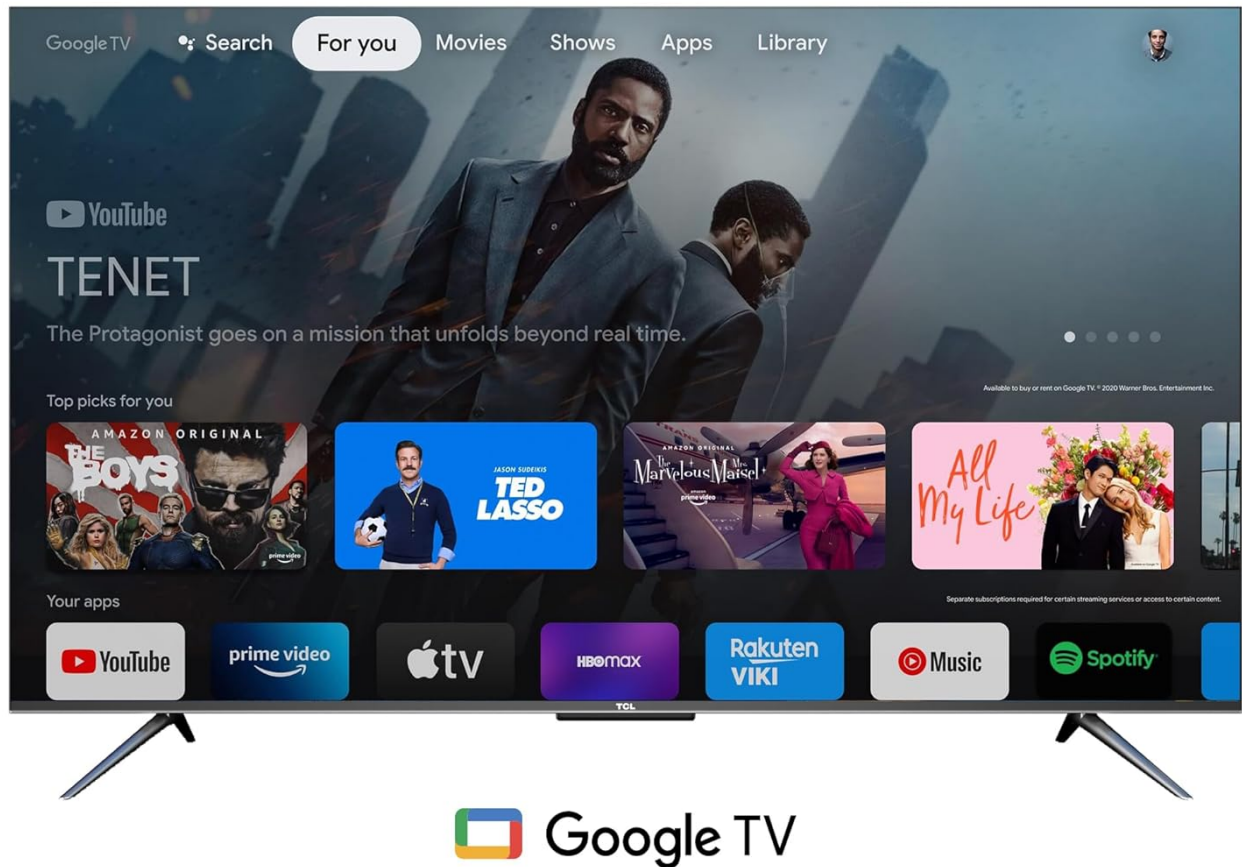 Google TV
Search
For you
Movies
Shows
Apps
Library
YouTube
TENET
The Protagonist goes on a mission that unfolds beyond real time.
Available to buy or rent on Google TV. © 2020 Warner Bros. Entertainment Inc.
Top picks for you
AMAZON ORIGINAL
THE BOYS
prime video
JASON SUDEIKIS
TED
LASSO
TRANS
AMAZON ORIGINAL
The Marvelous Mrs Maisel
amazon
prime video
All
My Life
Your apps
Separate subscriptions required for certain streaming services or access to certain content.
YouTube
prime video
tv
HBOmax
Rakuten
VIKI
Music
Spotify
TCL
Google TV